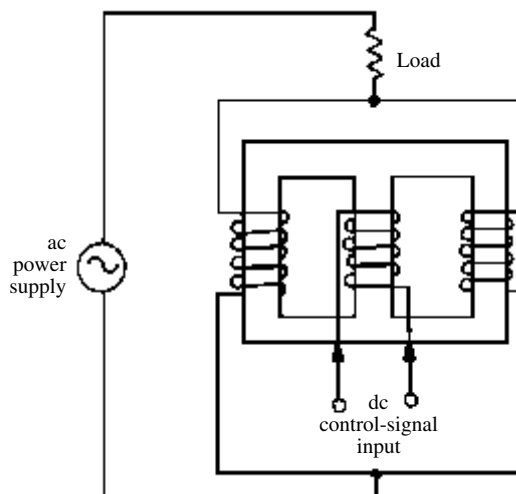 Load
ac
power
supply
dc
control-signal
input